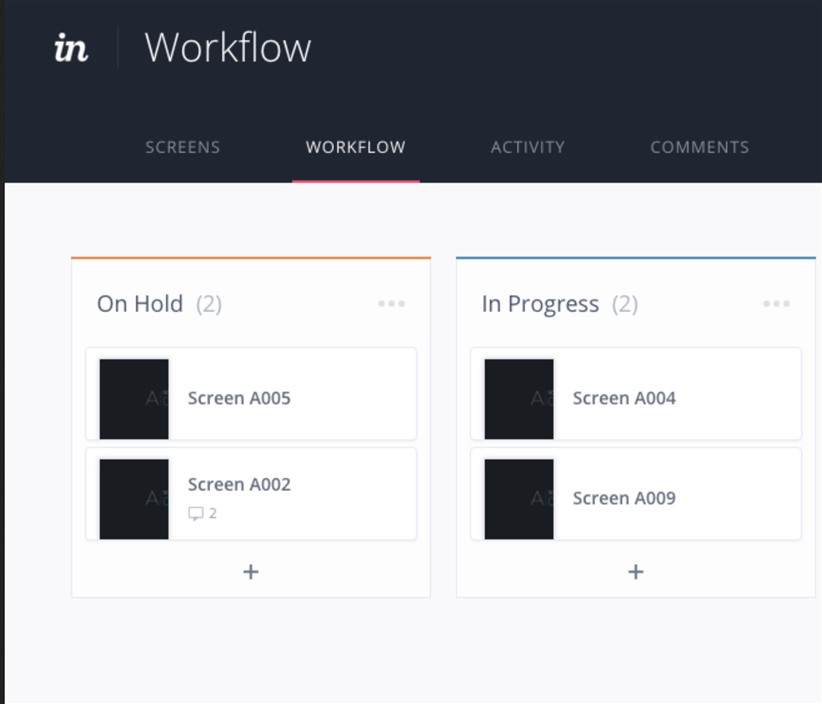 in
Workflow
SCREENS
WORKFLOW
ACTIVITY
COMMENTS
On Hold (2)
Screen A005
Screen A002
2
In Progress (2)
Screen A004
Screen A009